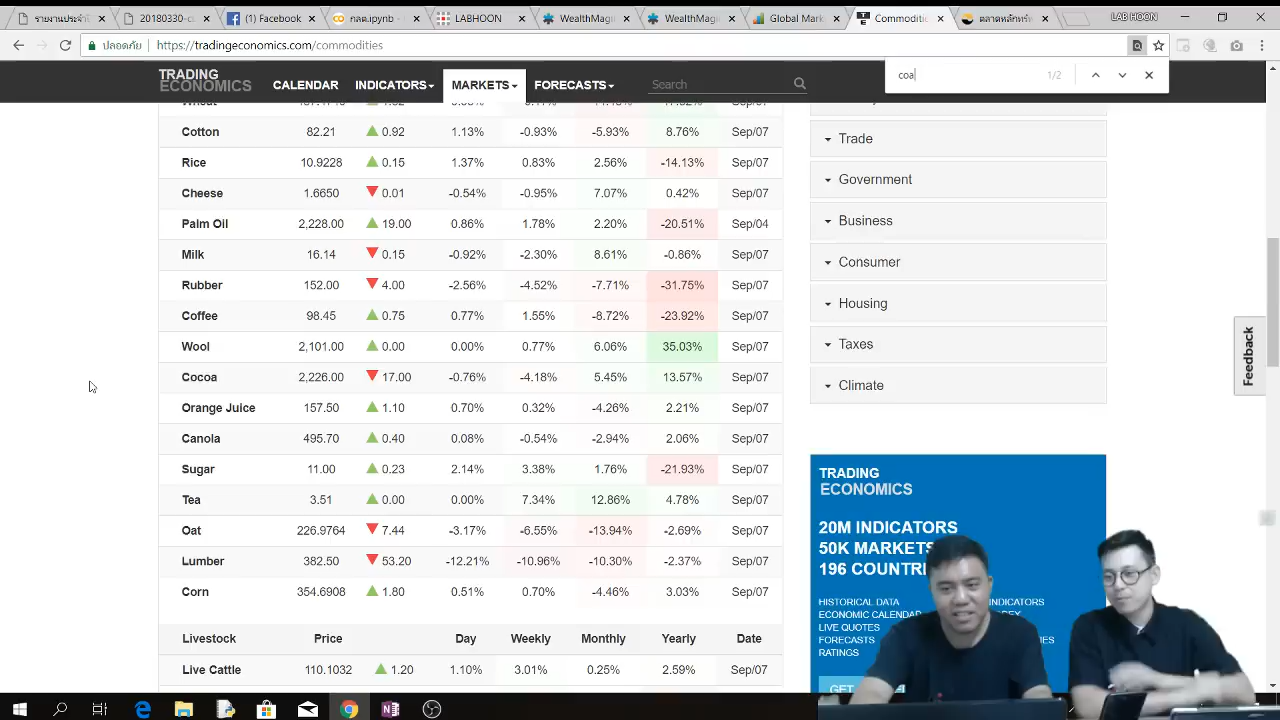 รายงานประจำ
20180330-c
(1) Facebook
กดและบุกเบิก
LABHOON
WealthMagi
WealthMagi
Global Mark
Commoditie
ตลาดหลักทรั
LAB HOON
ปลอดภัย https://tradingeconomics.com/commodities
TRADING
ECONOMICS
CALENDAR INDICATORS MARKETS FORECASTS Search
coa 1/2
Cotton 82.21 0.92 1.13% -0.93% -5.93% 8.76% Sep/07
Rice 10.9228 0.15 1.37% 0.83% 2.56% -14.13% Sep/07
Cheese 1.6650 0.01 -0.54% -0.95% 7.07% 0.42% Sep/07
Palm Oil 2,228.00 19.00 0.86% 1.78% 2.20% -20.51% Sep/04
Milk 16.14 0.15 -0.92% -2.30% 8.61% -0.86% Sep/07
Rubber 152.00 4.00 -2.56% -4.52% -7.71% -31.75% Sep/07
Coffee 98.45 0.75 0.77% 1.55% -8.72% -23.92% Sep/07
Wool 2,101.00 0.00 0.00% 0.77% 6.06% 35.03% Sep/07
Cocoa 2,226.00 17.00 -0.76% -4.18% 5.45% 13.57% Sep/07
Orange Juice 157.50 1.10 0.70% 0.32% -4.26% 2.21% Sep/07
Canola 495.70 0.40 0.08% -0.54% -2.94% 2.06% Sep/07
Sugar 11.00 0.23 2.14% 3.38% 1.76% -21.93% Sep/07
Tea 3.51 0.00 0.00% 7.34% 12.86% 4.78% Sep/07
Oat 226.9764 7.44 -3.17% -6.55% -13.94% -2.69% Sep/07
Lumber 382.50 53.20 -12.21% -10.96% -10.30% -2.37% Sep/07
Corn 354.6908 1.80 0.51% 0.70% -4.46% 3.03% Sep/07
Livestock Price Day Weekly Monthly Yearly Date
Live Cattle 110.1032 1.20 1.10% 3.01% 0.25% 2.59% Sep/07
Trade
Government
Business
Consumer
Housing
Taxes
Climate
Feedback
TRADING
ECONOMICS
20M INDICATORS
50K MARKETS
196 COUNTRI
HISTORICAL DATA
ECONOMIC CALENDAR
LIVE QUOTES
FORECASTS
RATINGS
INDICATORS
GET